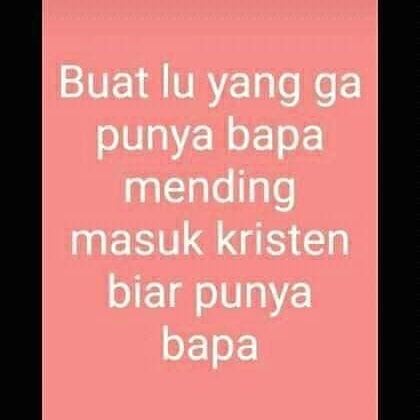 Buat lu yang ga
punya bapa
mending
masuk kristen
biar punya
bapa